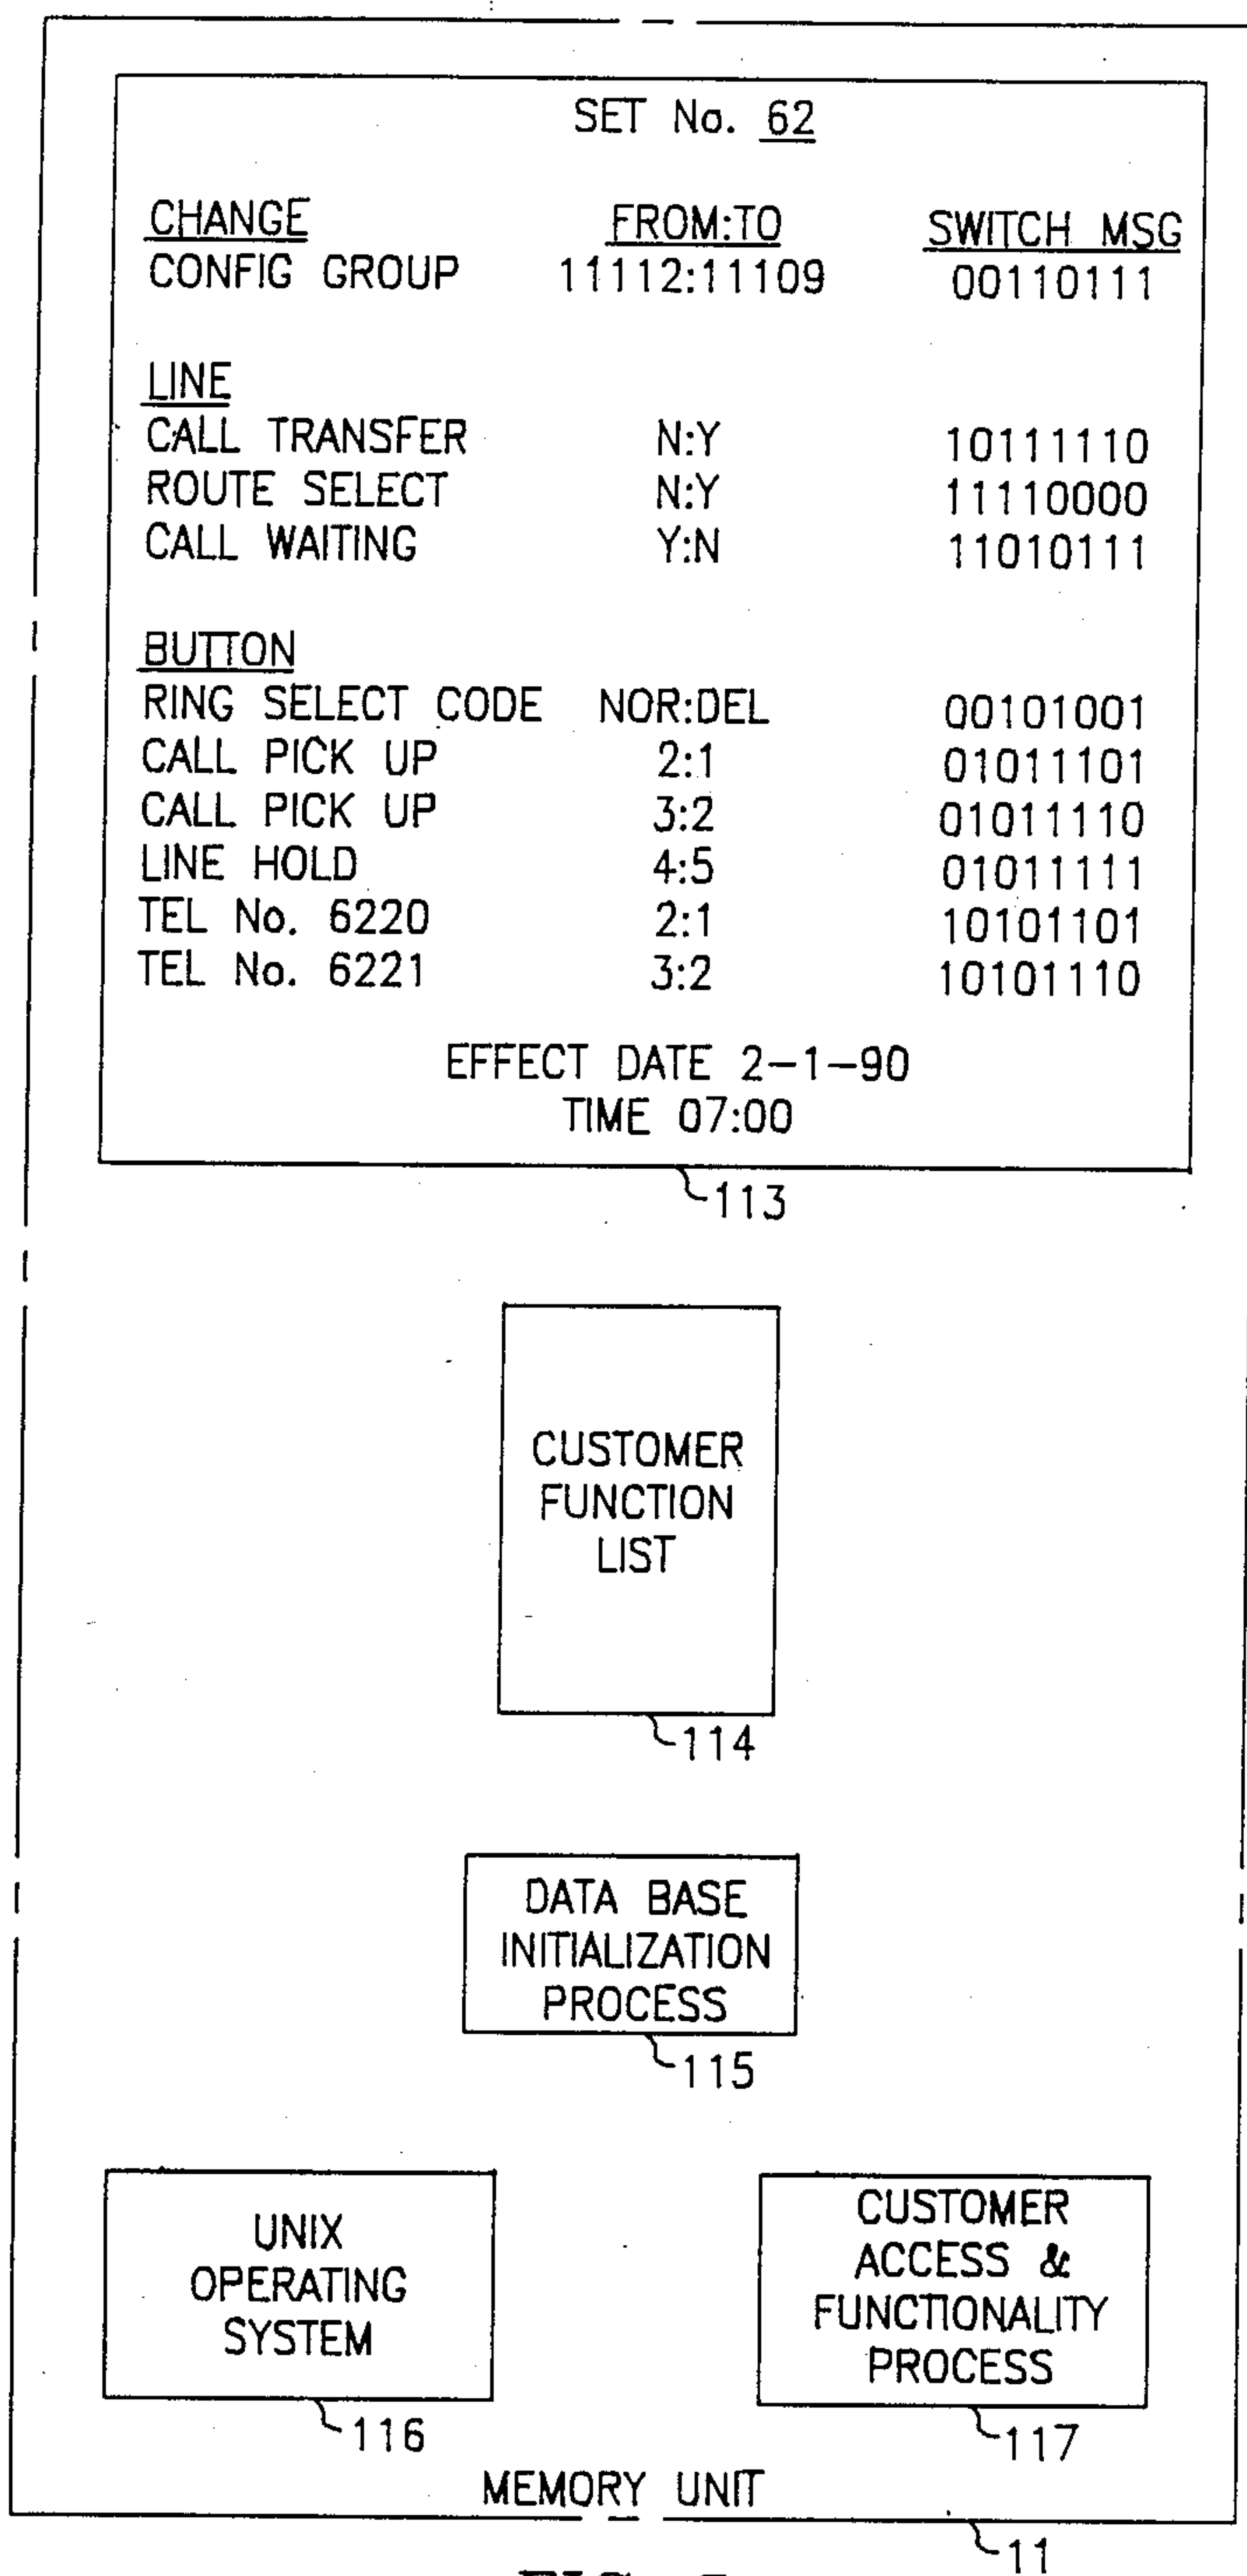 SET No. 62
CHANGE FROM:TO SWITCH MSG
CONFIG GROUP 11112:11109 00110111
LINE
CALL TRANSFER N:Y 10111110
ROUTE SELECT N:Y 11110000
CALL WAITING Y:N 11010111
BUTTON
RING SELECT CODE NOR:DEL 00101001
CALL PICK UP 2:1 01011101
CALL PICK UP 3:2 01011110
LINE HOLD 4:5 01011111
TEL No. 6220 2:1 10101101
TEL No. 6221 3:2 10101110
EFFECT DATE 2-1-90
TIME 07:00
113
CUSTOMER
FUNCTION
LIST
114
DATA BASE
INITIALIZATION
PROCESS
115
UNIX
OPERATING
SYSTEM
116
CUSTOMER
ACCESS &
FUNCTIONALITY
PROCESS
117
MEMORY UNIT
11